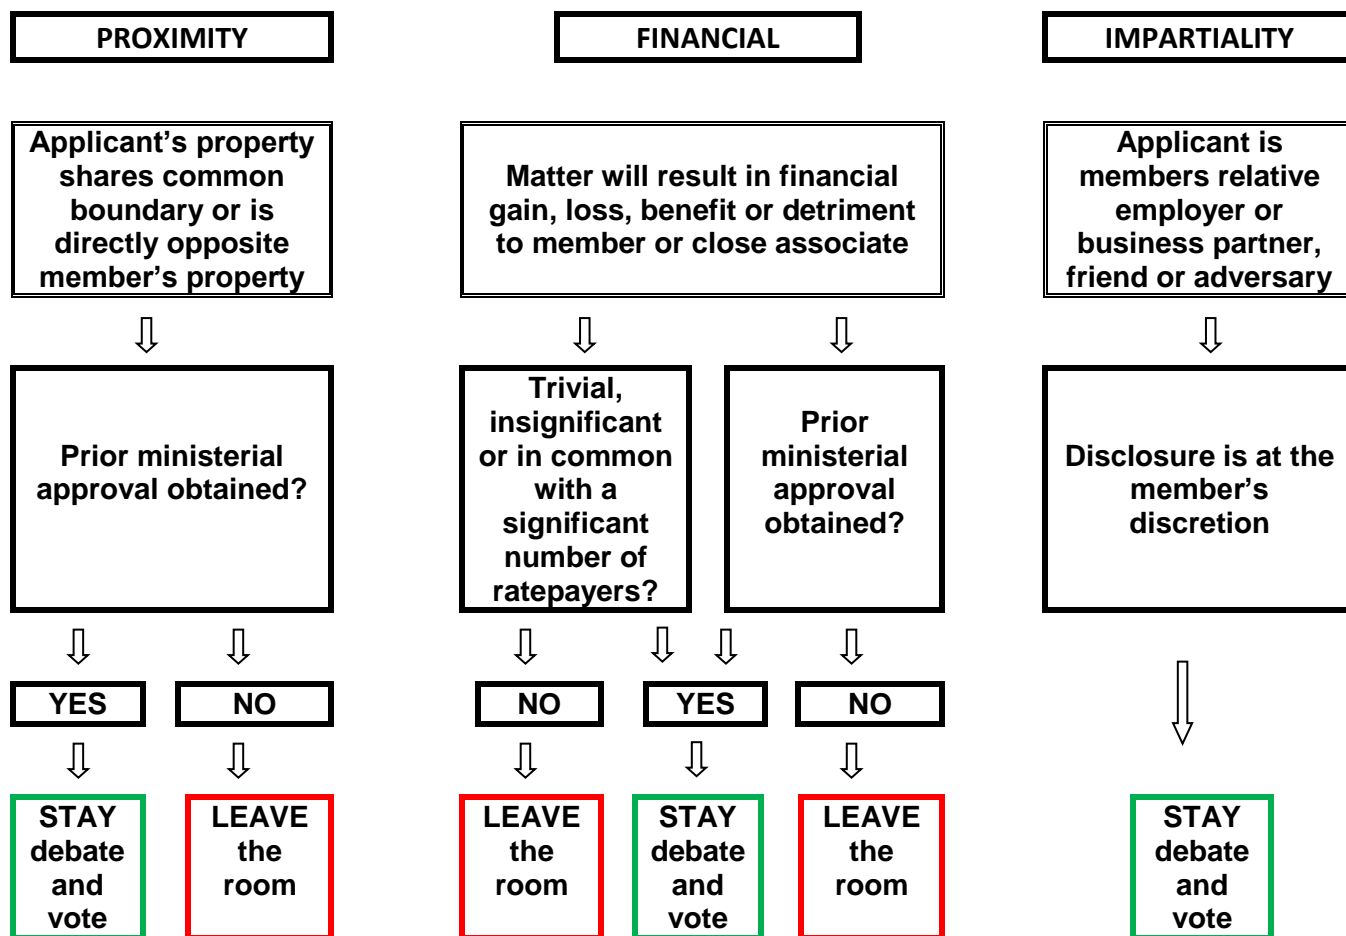 PROXIMITY
FINANCIAL
IMPARTIALITY
Applicant’s property
shares common
boundary or is
directly opposite
member’s property
Matter will result in financial
gain, loss, benefit or detriment
to member or close associate
Applicant is
members relative
employer or
business partner,
friend or adversary
Prior ministerial
approval obtained?
Trivial,
insignificant
or in common
with a
significant
number of
ratepayers?
Prior
ministerial
approval
obtained?
Disclosure is at the
member’s
discretion
YES
NO
NO
YES
NO
STAY
debate
and
vote
LEAVE
the
room
LEAVE
the
room
STAY
debate
and
vote
LEAVE
the
room
STAY
debate
and
vote